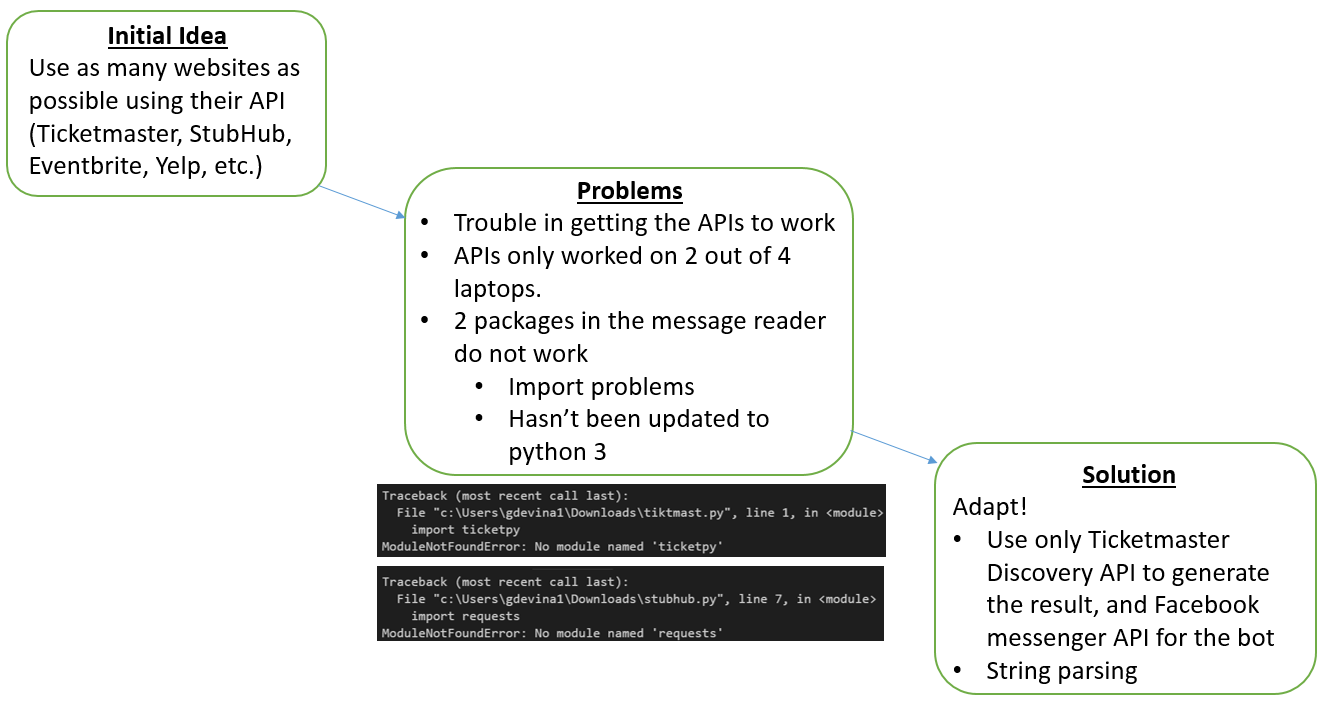 Initial Idea
Use as many websites as
possible using their API
(Ticketmaster, StubHub,
Eventbrite, Yelp, etc.)
Problems
• Trouble in getting the APIs to work
• APIs only worked on 2 out of 4
laptops.
• 2 packages in the message reader
do not work
• Import problems
• Hasn’t been updated to
python 3
Traceback (most recent call last):
File "c:\Users\gdevina1\Downloads\tiktmast.py", line 1, in <module>
import ticketpy
ModuleNotFoundError: No module named 'ticketpy'
Traceback (most recent call last):
File "c:\Users\gdevina1\Downloads\stubhub.py", line 7, in <module>
import requests
ModuleNotFoundError: No module named 'requests'
Solution
Adapt!
• Use only Ticketmaster
Discovery API to generate
the result, and Facebook
messenger API for the bot
• String parsing